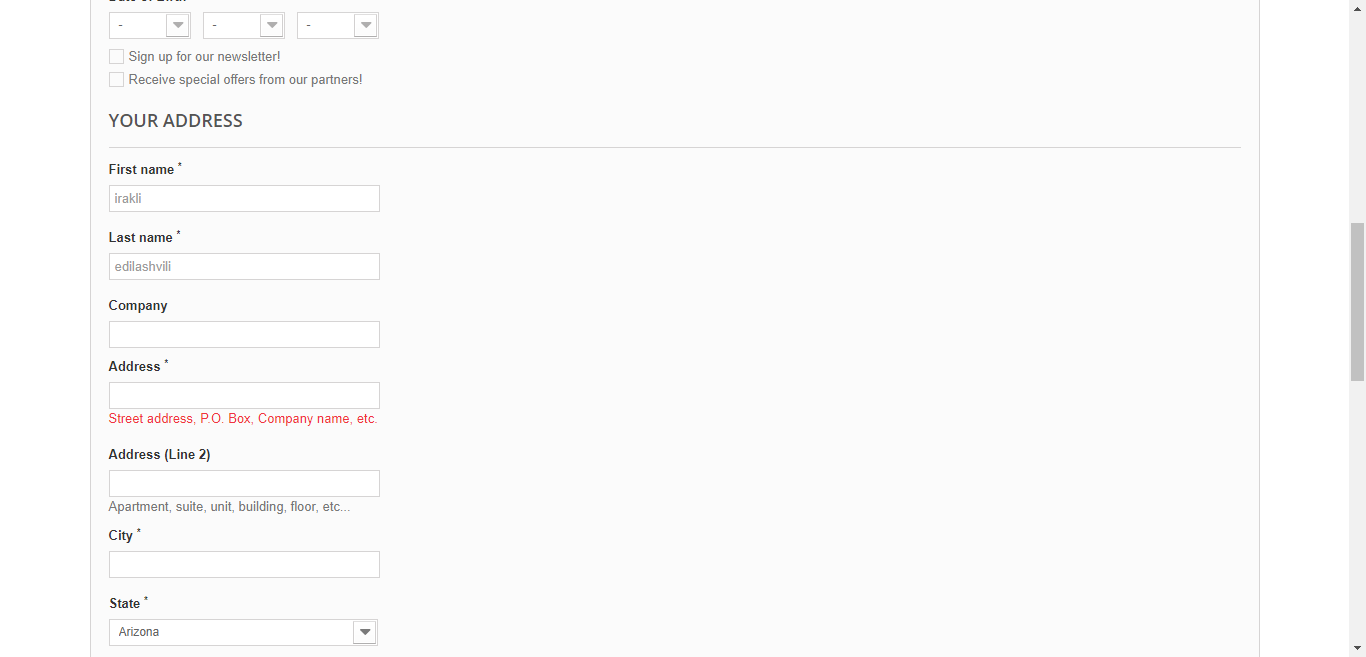 - - -
Sign up for our newsletter!
Receive special offers from our partners!
YOUR ADDRESS
First name *
irakli
Last name *
edilashvili
Company
Address *
Street address, P.O. Box, Company name, etc.
Address (Line 2)
Apartment, suite, unit, building, floor, etc...
City *
State *
Arizona